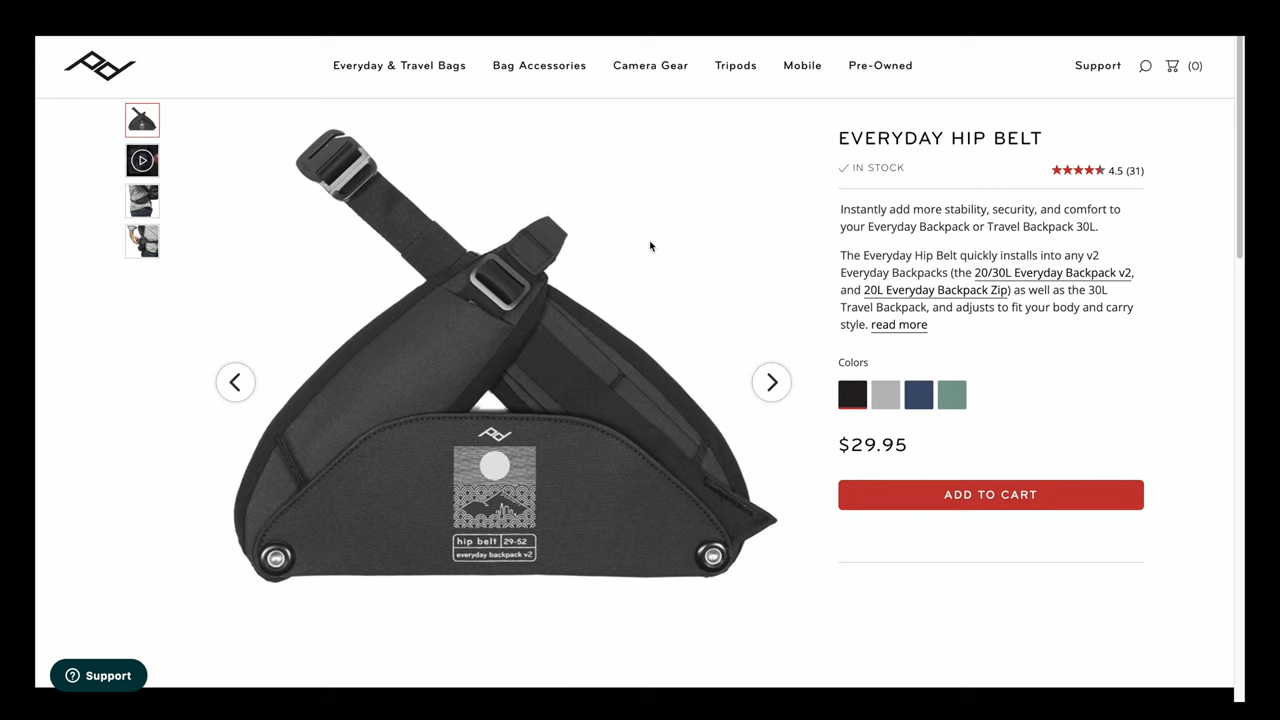 Everyday & Travel Bags Bag Accessories Camera Gear Tripods Mobile Pre-Owned Support (0)
EVERYDAY HIP BELT
IN STOCK 4.5 (31)
Instantly add more stability, security, and comfort to
your Everyday Backpack or Travel Backpack 30L.
The Everyday Hip Belt quickly installs into any v2
Everyday Backpacks (the 20/30L Everyday Backpack v2,
and 20L Everyday Backpack Zip) as well as the 30L
Travel Backpack, and adjusts to fit your body and carry
style. read more
Colors
$29.95
ADD TO CART
hip belt 29-52
everyday backpack v2
Support